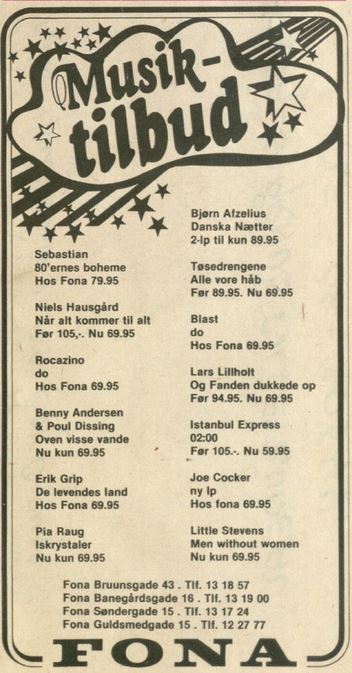 Musik-
tilbud
Sebastian
80'ernes boheme
Hos Fona 79.95
Niels Hausgård
Når alt kommer til alt
Før 105,-. Nu 69.95
Rocazino
do
Hos Fona 69.95
Benny Andersen
& Poul Dissing
Oven visse vande
Nu kun 69.95
Erik Grip
De levendes land
Hos Fona 69.95
Pia Raug
Iskrystaler
Nu kun 69.95
Bjørn Afzelius
Danska Nætter
2-lp til kun 89.95
Tøsedrengene
Alle vore håb
Før 89.95. Nu 69.95
Blast
do
Hos Fona 69.95
Lars Lillholt
Og Fanden dukkede op
Før 94.95. Nu 69.95
Istanbul Express
02:00
Før 105.-. Nu 59.95
Joe Cocker
ny lp
Hos fona 69.95
Little Stevens
Men without women
Nu kun 69.95
Fona Bruunsgade 43 . Tlf. 13 18 57
Fona Banegårdsgade 16 . Tlf. 13 19 00
Fona Søndergade 15 . Tlf. 13 17 24
Fona Guldsmedgade 15 . Tlf. 12 27 77
FONA